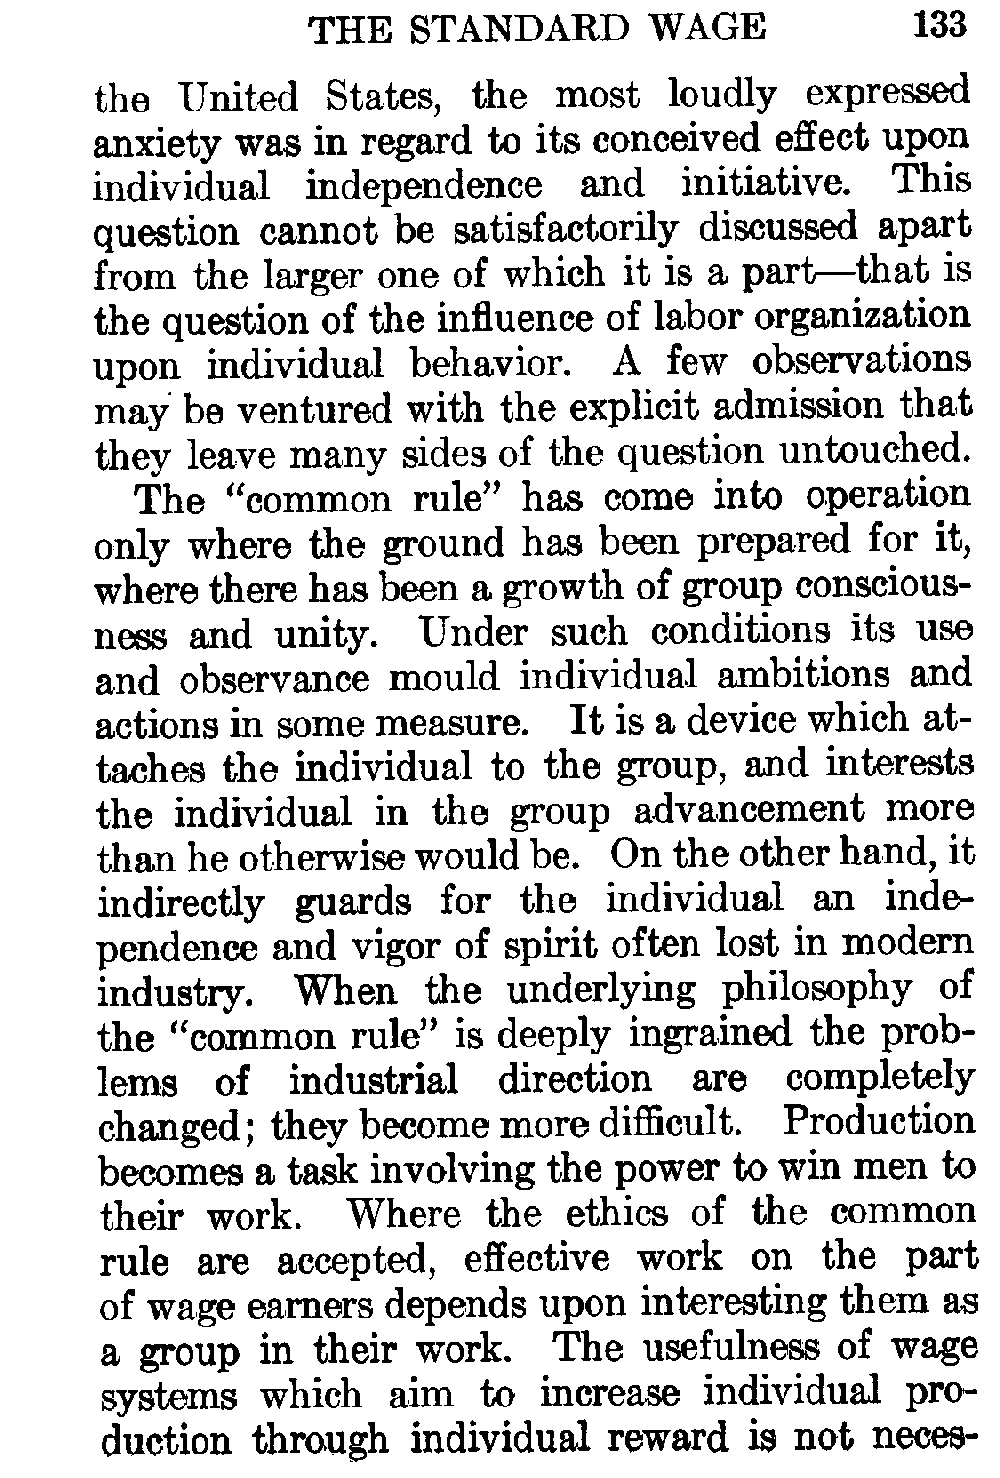 THE STANDARD WAGE 133
the United States, the most loudly expressed
anxiety was in regard to its conceived effect upon
individual independence and initiative. This
question cannot be satisfactorily discussed apart
from the larger one of which it is a part—that is
the question of the influence of labor organization
upon individual behavior. A few observations
may be ventured with the explicit admission that
they leave many sides of the question untouched.
The “common rule” has come into operation
only where the ground has been prepared for it,
where there has been a growth of group conscious-
ness and unity. Under such conditions its use
and observance mould individual ambitions and
actions in some measure. It is a device which at-
taches the individual to the group, and interests
the individual in the group advancement more
than he otherwise would be. On the other hand, it
indirectly guards for the individual an inde-
pendence and vigor of spirit often lost in modern
industry. When the underlying philosophy of
the “common rule” is deeply ingrained the prob-
lems of industrial direction are completely
changed; they become more difficult. Production
becomes a task involving the power to win men to
their work. Where the ethics of the common
rule are accepted, effective work on the part
of wage earners depends upon interesting them as
a group in their work. The usefulness of wage
systems which aim to increase individual pro-
duction through individual reward is not neces-